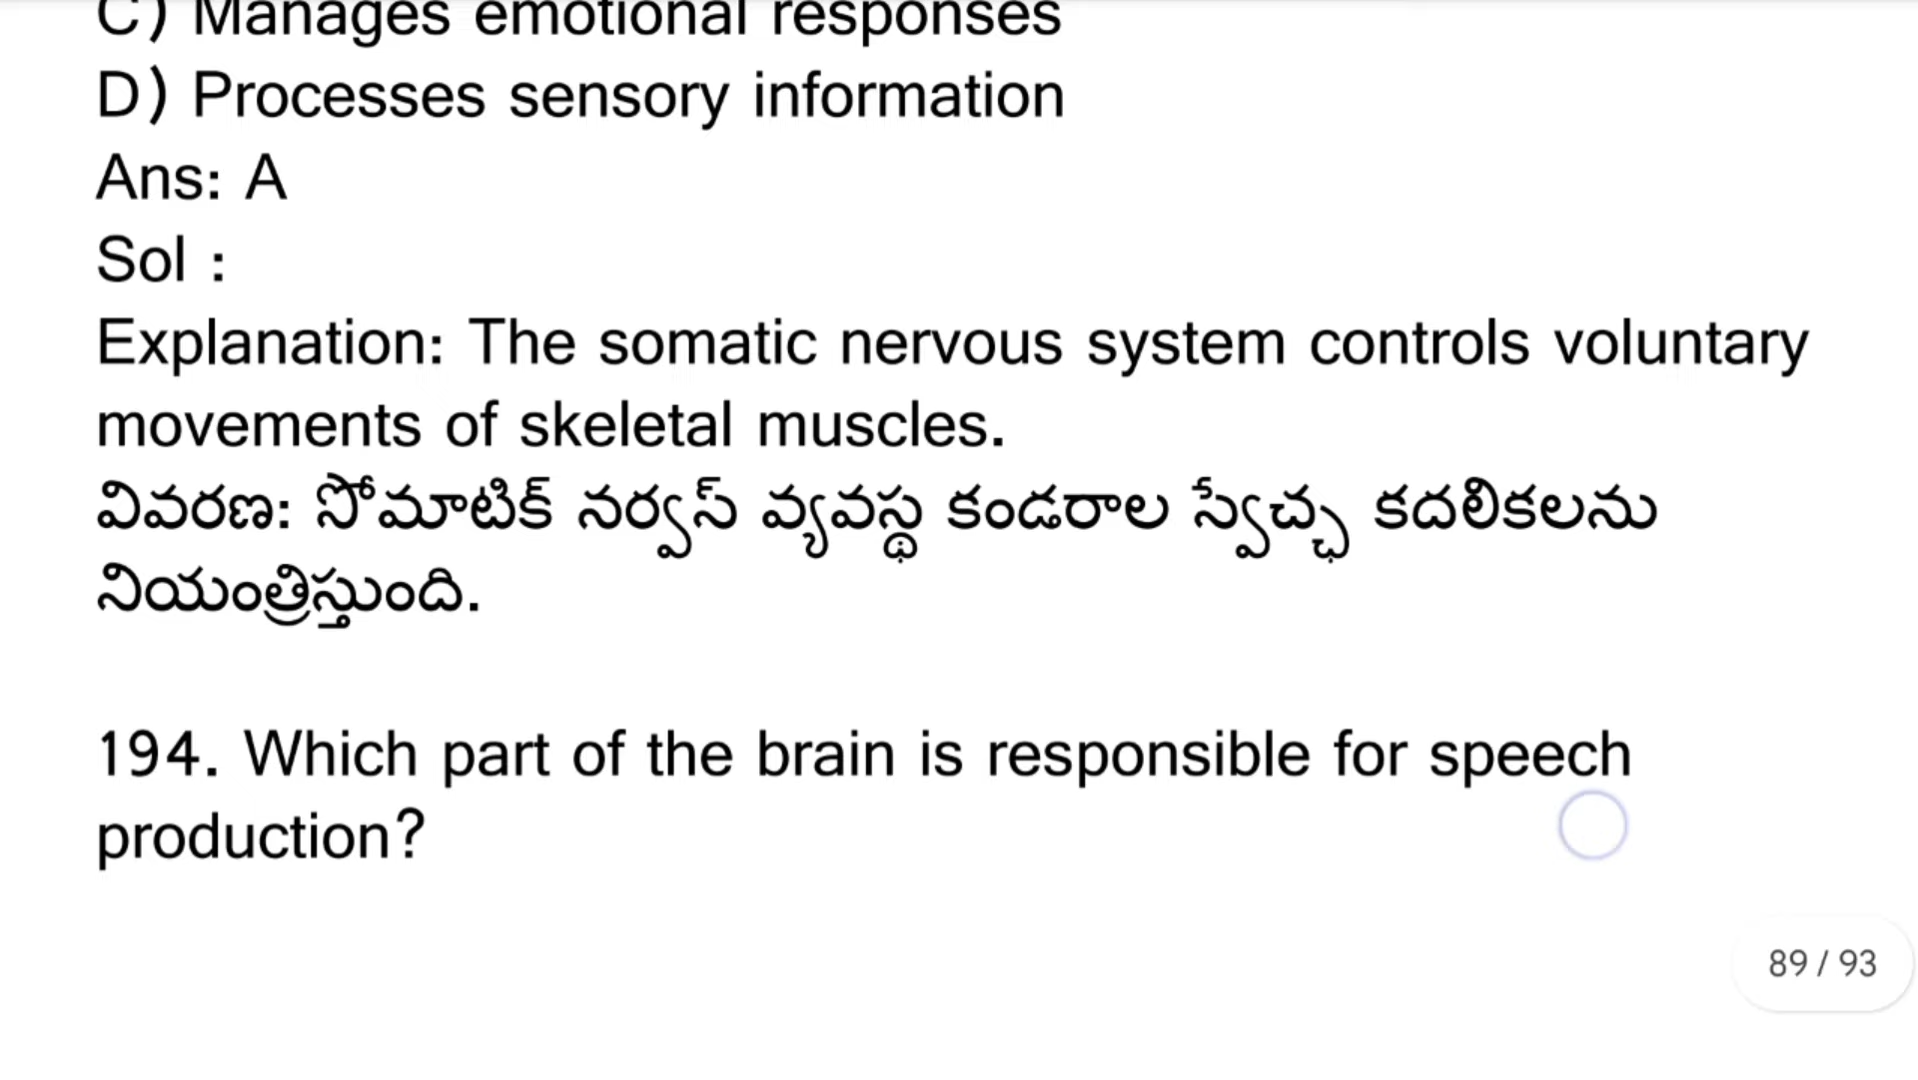 C) Manages emotional responses
D) Processes sensory information
Ans: A
Sol :
Explanation: The somatic nervous system controls voluntary
movements of skeletal muscles.
వివరణ: సోమాటిక్ నర్వస్ వ్యవస్థ కండరాల స్వేచ్ఛ కదలికలను
నియంత్రిస్తుంది.
194. Which part of the brain is responsible for speech
production?
89 / 93